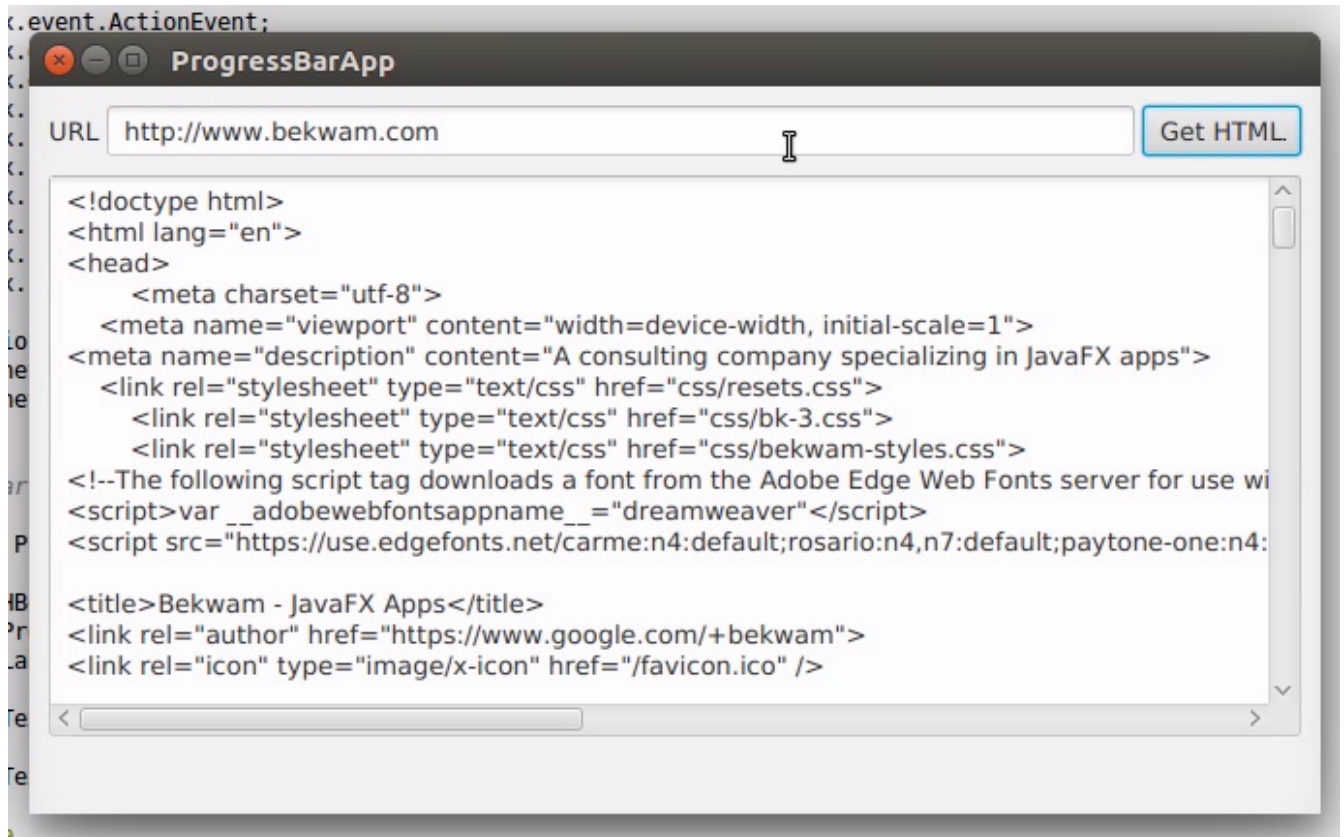 x.event.ActionEvent;
ProgressBarApp
URL http://www.bekwam.com Get HTML
<!doctype html>
<html lang="en">
<head>
<meta charset="utf-8">
<meta name="viewport" content="width=device-width, initial-scale=1">
<meta name="description" content="A consulting company specializing in JavaFX apps">
<link rel="stylesheet" type="text/css" href="css/resets.css">
<link rel="stylesheet" type="text/css" href="css/bk-3.css">
<link rel="stylesheet" type="text/css" href="css/bekwam-styles.css">
<!--The following script tag downloads a font from the Adobe Edge Web Fonts server for use wi
<script>var __adobewebfontsappname__="dreamweaver"</script>
<script src="https://use.edgefonts.net/carme:n4:default;rosario:n4,n7:default;paytone-one:n4:
<title>Bekwam - JavaFX Apps</title>
<link rel="author" href="https://www.google.com/+bekwam">
<link rel="icon" type="image/x-icon" href="/favicon.ico" />